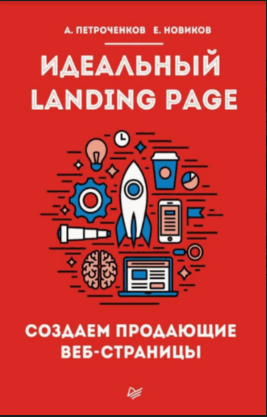 А. ПЕТРОЧЕНКОВ Е. НОВИКОВ
ИДЕАЛЬНЫЙ
LANDING PAGE
СОЗДАЕМ ПРОДАЮЩИЕ
ВЕБ-СТРАНИЦЫ